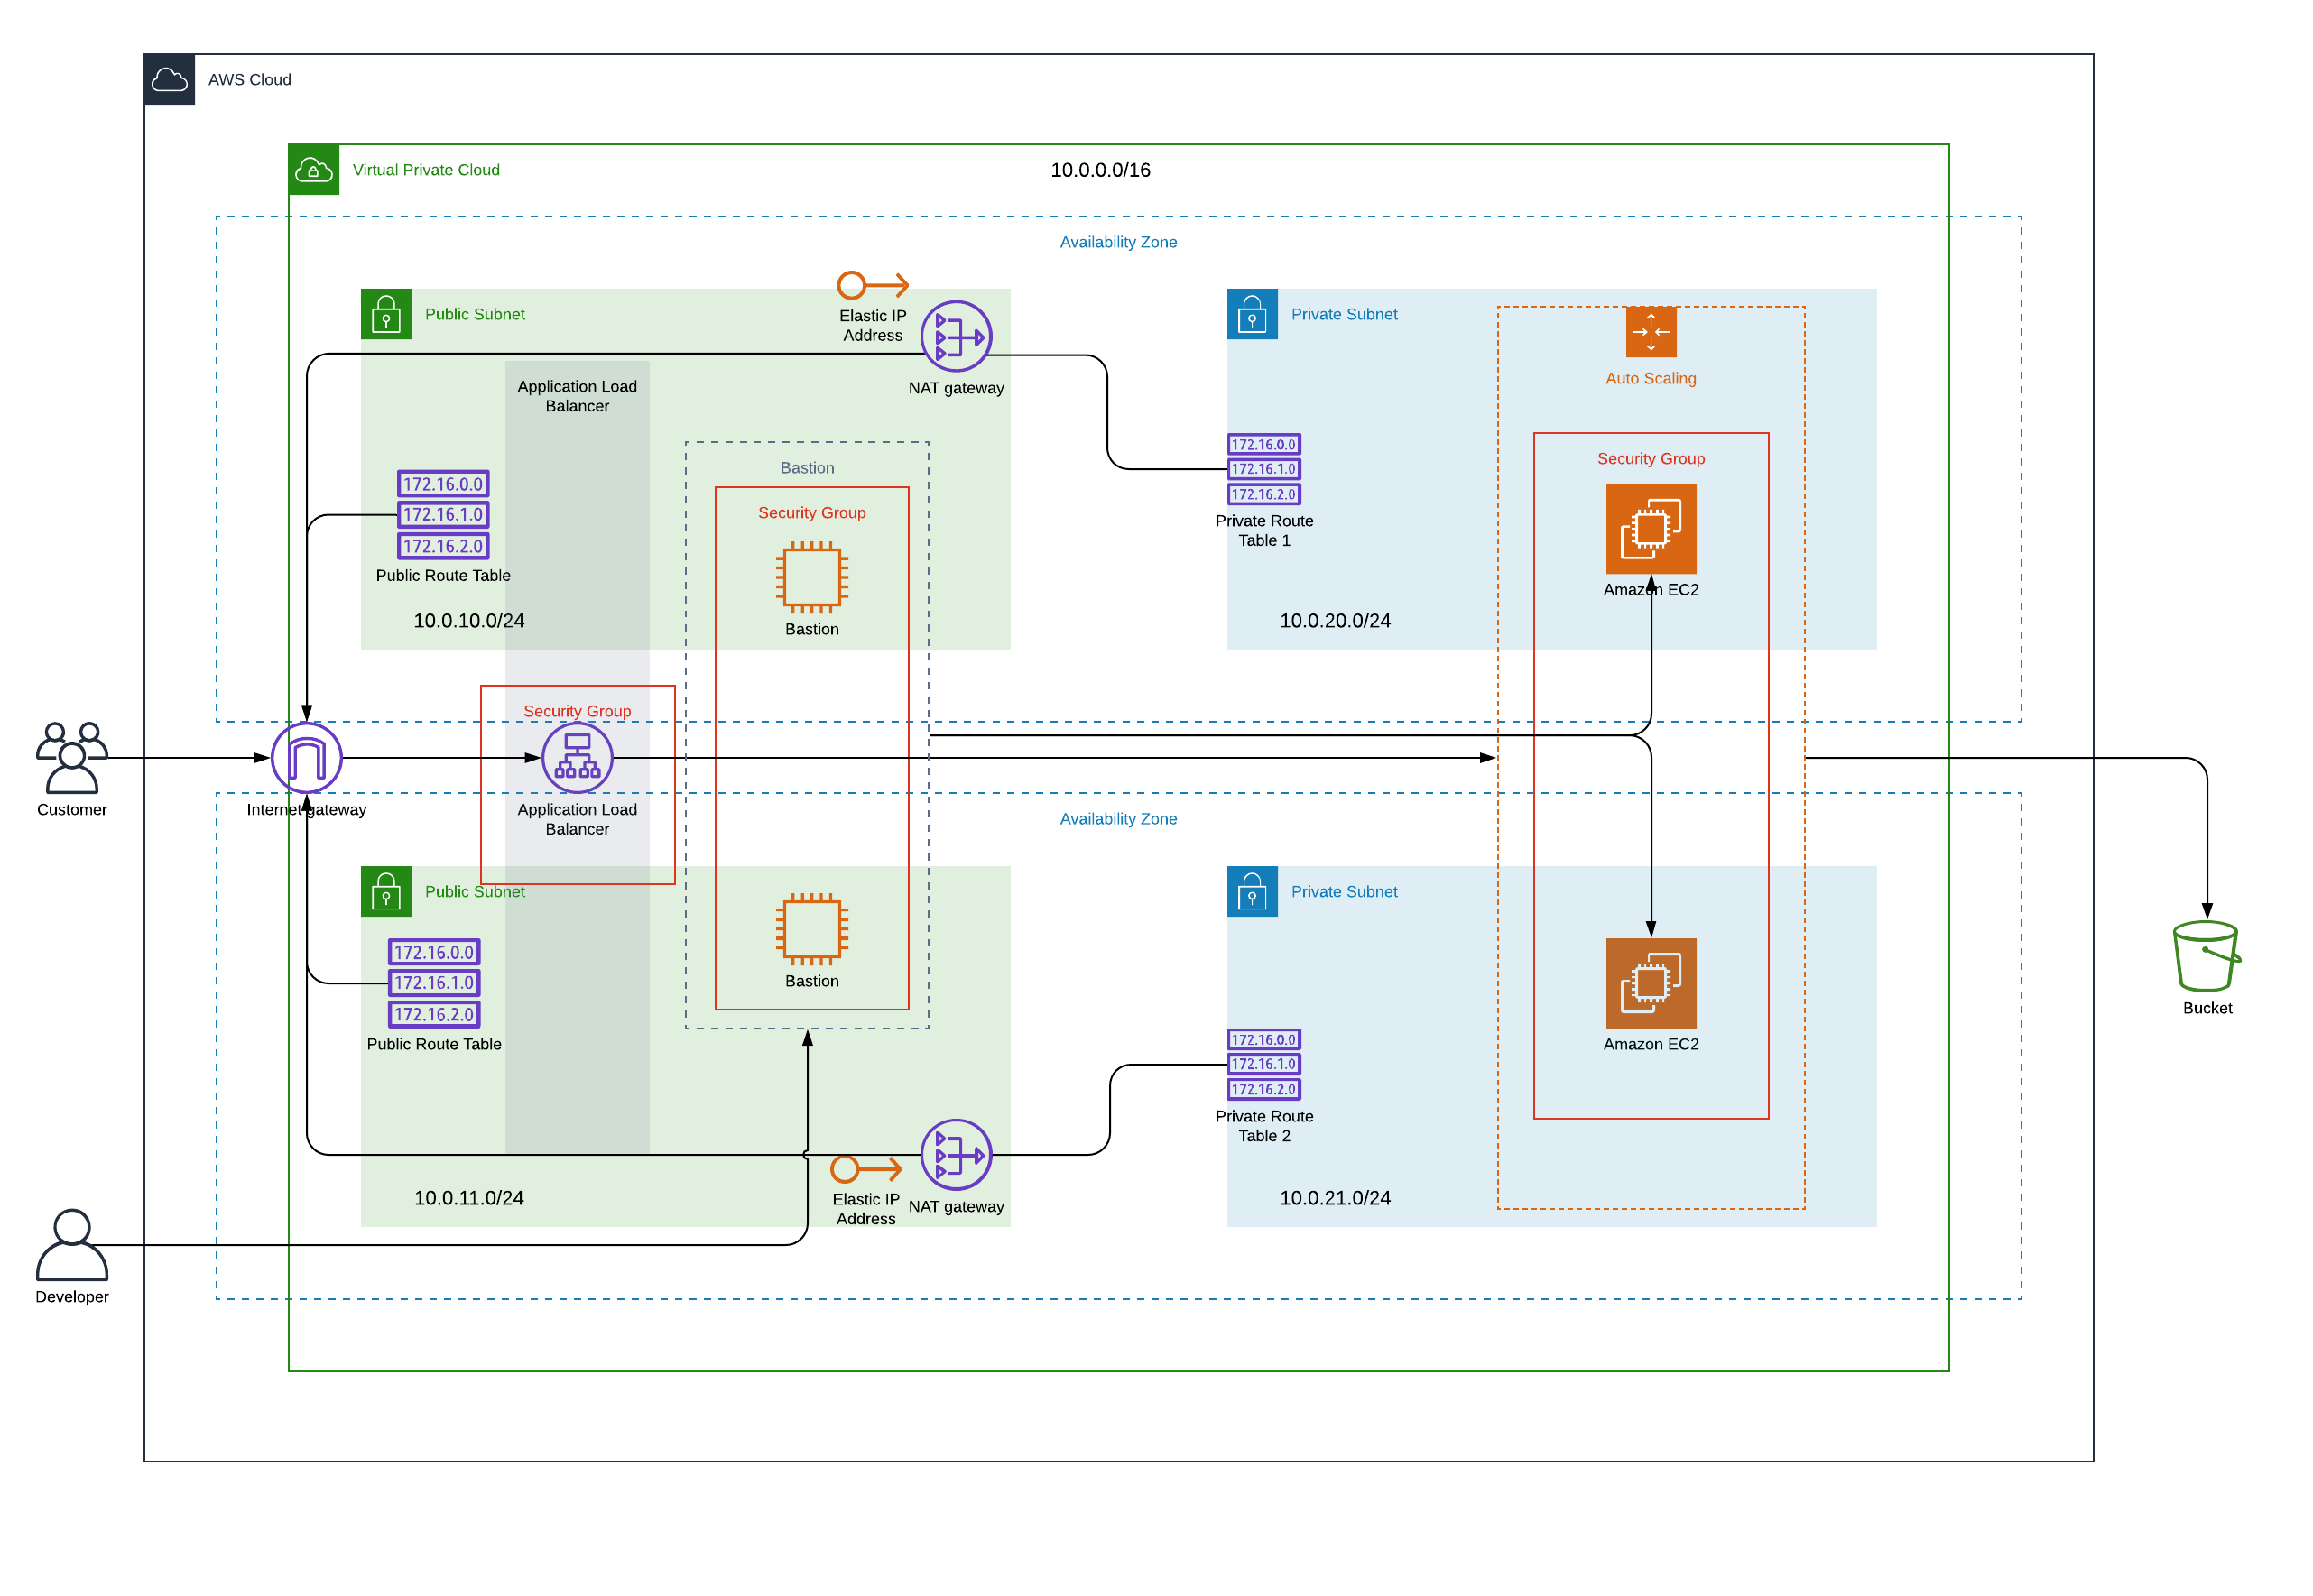 AWS Cloud
Virtual Private Cloud
10.0.0.0/16
Availability Zone
Public Subnet
Elastic IP
Address
NAT gateway
Application Load
Balancer
172.16.0.0
172.16.1.0
172.16.2.0
Public Route Table
10.0.10.0/24
Bastion
Security Group
Bastion
Private Subnet
Auto Scaling
172.16.0.0
172.16.1.0
172.16.2.0
Private Route
Table 1
Security Group
Amazon EC2
10.0.20.0/24
Customer
Internet gateway
Security Group
Application Load
Balancer
Availability Zone
Public Subnet
172.16.0.0
172.16.1.0
172.16.2.0
Public Route Table
Bastion
10.0.11.0/24
Elastic IP
Address
NAT gateway
Private Subnet
172.16.0.0
172.16.1.0
172.16.2.0
Private Route
Table 2
Amazon EC2
10.0.21.0/24
Bucket
Developer